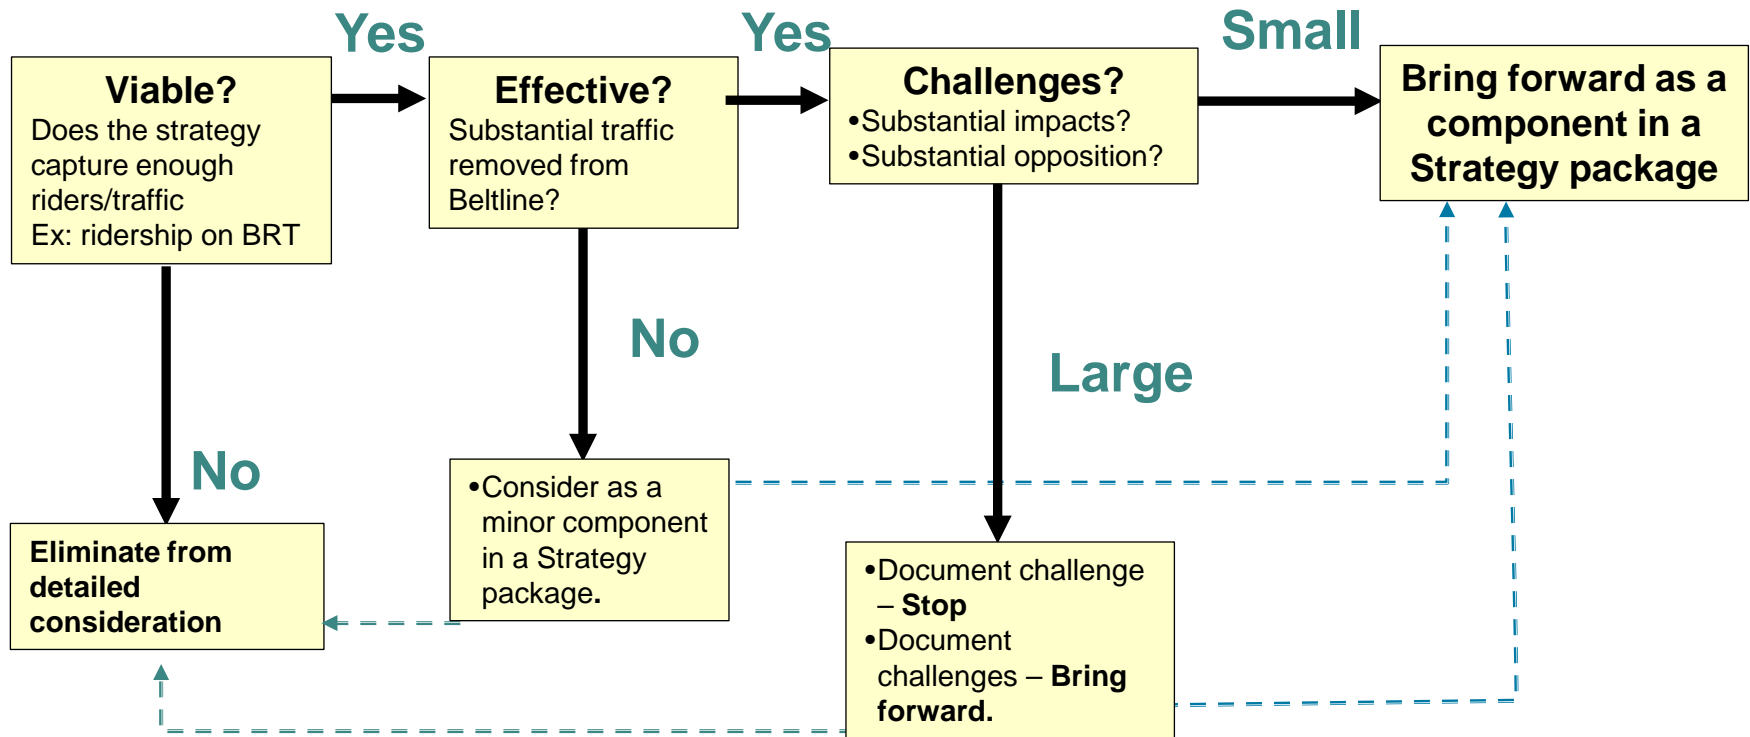 Yes
Yes
Small
Viable?
Does the strategy
capture enough
riders/traffic
Ex: ridership on BRT
Effective?
Substantial traffic
removed from
Beltline?
Challenges?
•Substantial impacts?
•Substantial opposition?
Bring forward as a
component in a
Strategy package
No
Large
No
•Consider as a
minor component
in a Strategy
package.
Eliminate from
detailed
consideration
•Document challenge
– Stop
•Document
challenges – Bring
forward.